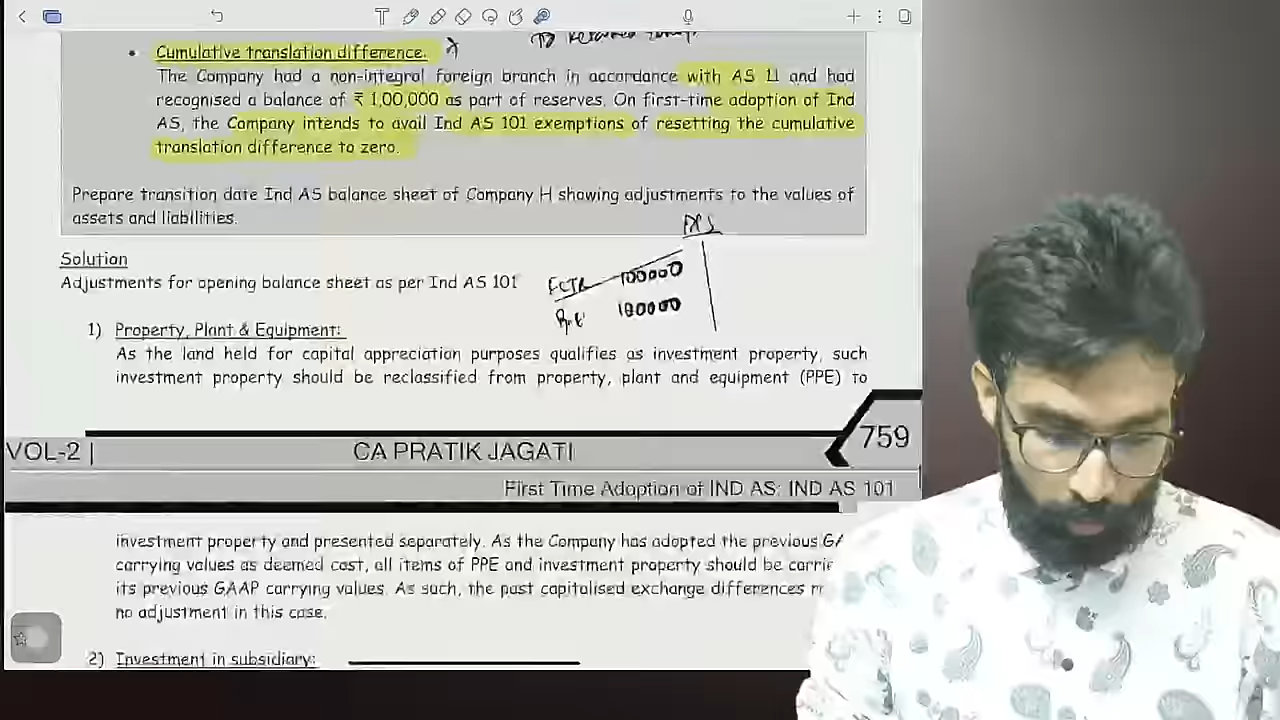 Cumulative translation difference.
The Company had a non-integral foreign branch in accordance with AS 11 and had
recognised a balance of ₹ 1,00,000 as part of reserves. On first-time adoption of Ind
AS, the Company intends to avail Ind AS 101 exemptions of resetting the cumulative
translation difference to zero.
Prepare transition date Ind AS balance sheet of Company H showing adjustments to the values of
assets and liabilities.
Solution
Adjustments for opening balance sheet as per Ind AS 101
FCTR 100000
100000
1) Property, Plant & Equipment:
As the land held for capital appreciation purposes qualifies as investment property, such
investment property should be reclassified from property, plant and equipment (PPE) to
759
VOL-2 | CA PRATIK JAGATI
First Time Adoption of IND AS: IND AS 101
investment property and presented separately. As the Company has adopted the previous
carrying values as deemed cost, all items of PPE and investment property should be
its previous GAAP carrying values. As such, the past capitalised exchange differences
no adjustment in this case.
2) Investment in subsidiary: